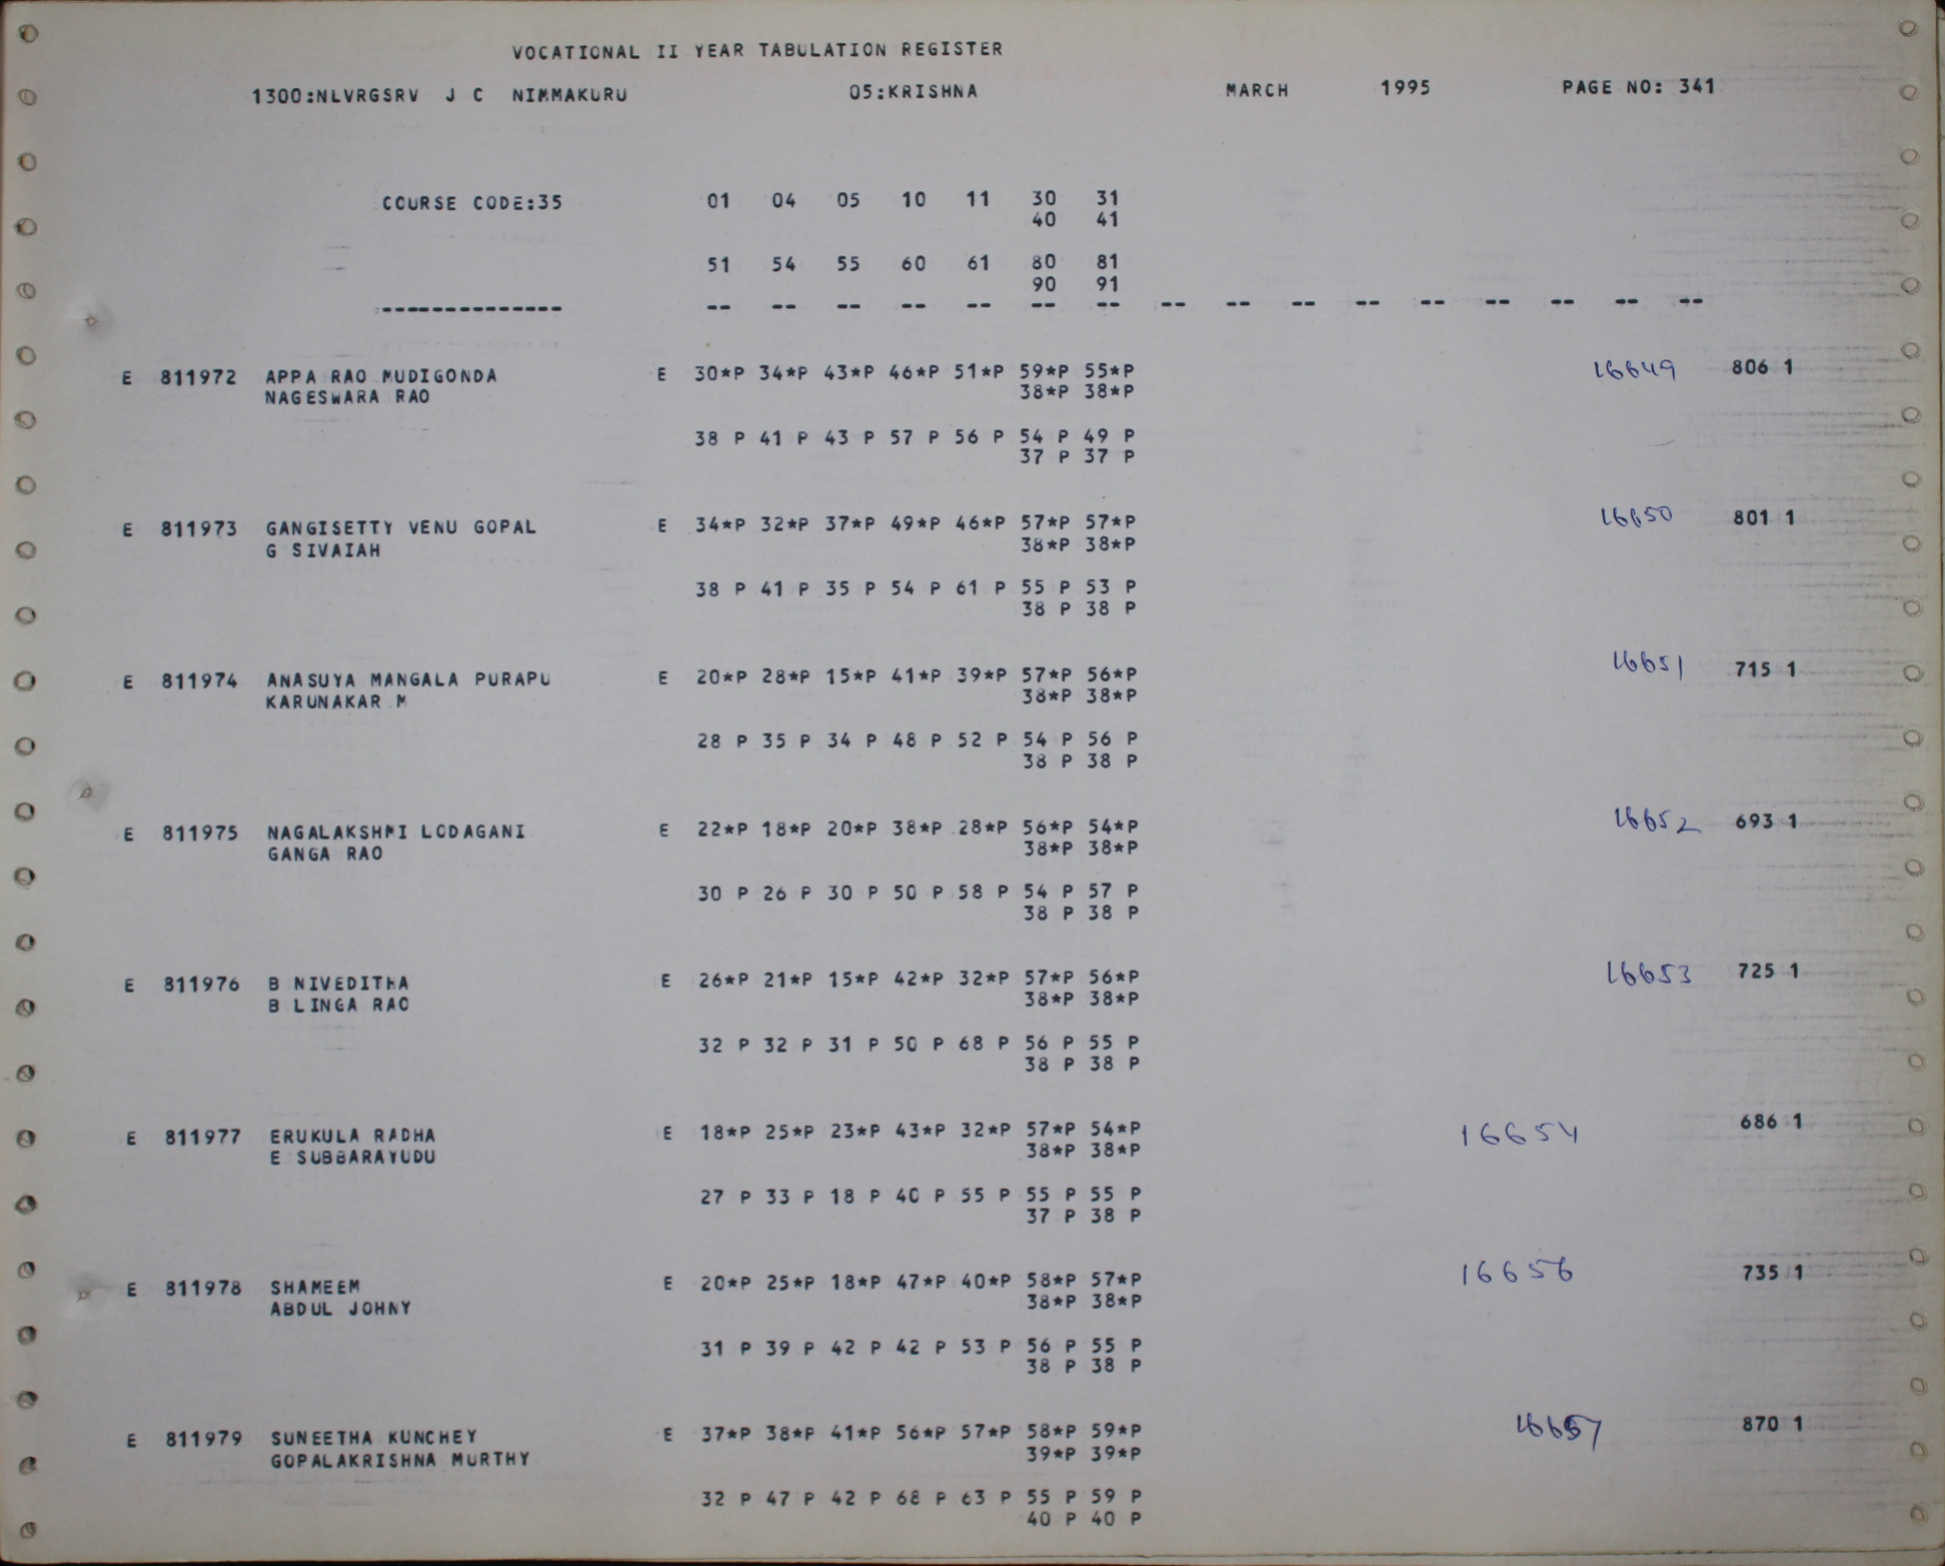 VOCATIONAL II YEAR TABULATION REGISTER
1300:NLVRGSRV J C NIMMAKURU 05:KRISHNA MARCH 1995 PAGE NO: 341
COURSE CODE:35 01 04 05 10 11 30 31
40 41
51 54 55 60 61 80 81
90 91
-------------- -- -- -- -- -- -- -- -- -- -- -- -- -- -- -- --
E 811972 APPA RAO MUDIGONDA E 30*P 34*P 43*P 46*P 51*P 59*P 55*P 16649 806 1
NAGESWARA RAO 38*P 38*P
38 P 41 P 43 P 57 P 56 P 54 P 49 P
37 P 37 P
E 811973 GANGISETTY VENU GOPAL E 34*P 32*P 37*P 49*P 46*P 57*P 57*P 16650 801 1
G SIVAIAH 38*P 38*P
38 P 41 P 35 P 54 P 61 P 55 P 53 P
38 P 38 P
E 811974 ANASUYA MANGALA PURAPU E 20*P 28*P 15*P 41*P 39*P 57*P 56*P 16651 715 1
KARUNAKAR M 38*P 38*P
28 P 35 P 34 P 48 P 52 P 54 P 56 P
38 P 38 P
E 811975 NAGALAKSHMI LODAGANI E 22*P 18*P 20*P 38*P 28*P 56*P 54*P 16652 693 1
GANGA RAO 38*P 38*P
30 P 26 P 30 P 50 P 58 P 54 P 57 P
38 P 38 P
E 811976 B NIVEDITHA E 26*P 21*P 15*P 42*P 32*P 57*P 56*P 16653 725 1
B LINGA RAO 38*P 38*P
32 P 32 P 31 P 50 P 68 P 56 P 55 P
38 P 38 P
E 811977 ERUKULA RADHA E 18*P 25*P 23*P 43*P 32*P 57*P 54*P 16654 686 1
E SUBBARAYUDU 38*P 38*P
27 P 33 P 18 P 40 P 55 P 55 P 55 P
37 P 38 P
E 811978 SHAMEEM E 20*P 25*P 18*P 47*P 40*P 58*P 57*P 16656 735 1
ABDUL JOHNY 38*P 38*P
31 P 39 P 42 P 42 P 53 P 56 P 55 P
38 P 38 P
E 811979 SUNEETHA KUNCHEY E 37*P 38*P 41*P 56*P 57*P 58*P 59*P 16657 870 1
GOPALAKRISHNA MURTHY 39*P 39*P
32 P 47 P 42 P 68 P 63 P 55 P 59 P
40 P 40 P